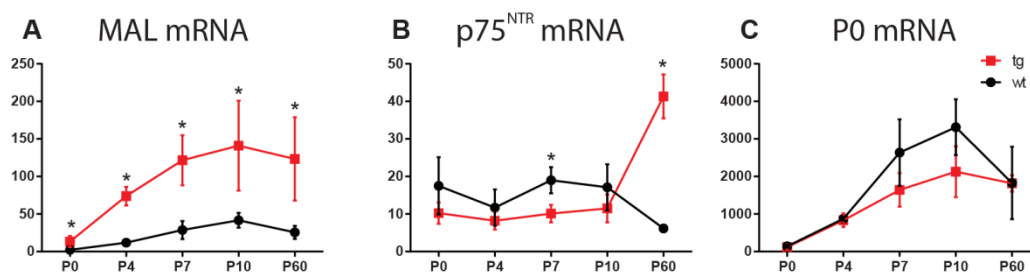 A MAL mRNA
250
200
150
100
50
0
* * * * *
P0 P4 P7 P10 P60
B p75NTR mRNA
50
40
30
20
10
0
* *
P0 P4 P7 P10 P60
C P0 mRNA
5000
4000
3000
2000
1000
0
P0 P4 P7 P10 P60
tg
wt